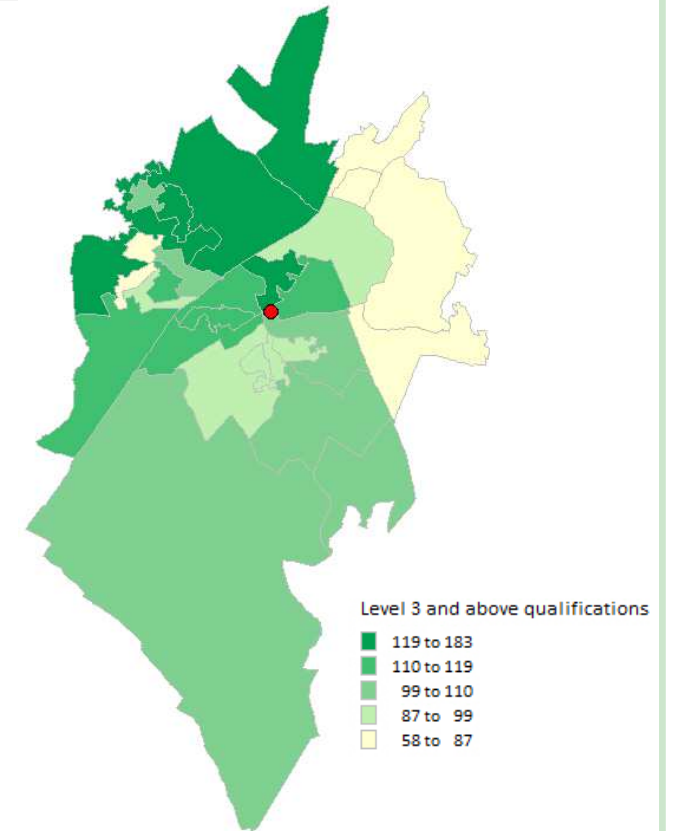 Level 3 and above qualifications
119 to 183
110 to 119
99 to 110
87 to 99
58 to 87